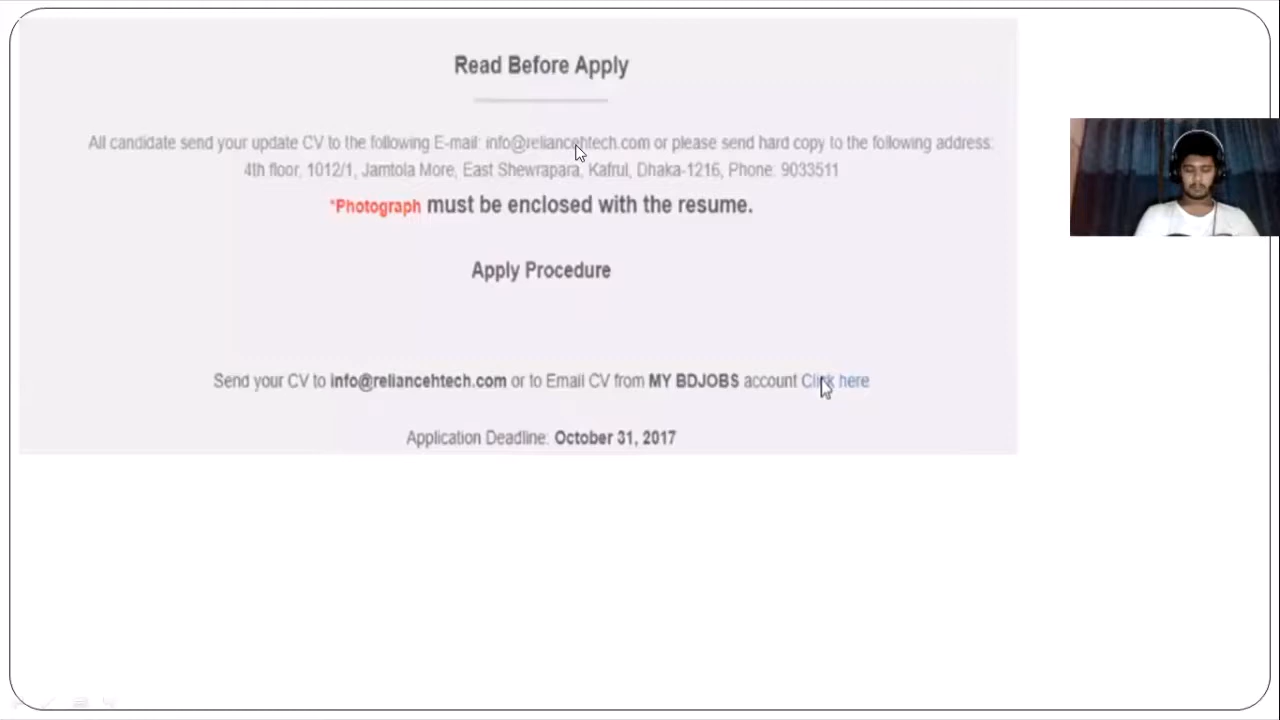 Read Before Apply
All candidate send your update CV to the following E-mail: info@reliancehtech.com or please send hard copy to the following address:
4th floor, 1012/1, Jamtola More, East Shewrapara, Kafrul, Dhaka-1216, Phone: 9033511
*Photograph must be enclosed with the resume.
Apply Procedure
Send your CV to info@reliancehtech.com or to Email CV from MY BDJOBS account Click here
Application Deadline: October 31, 2017